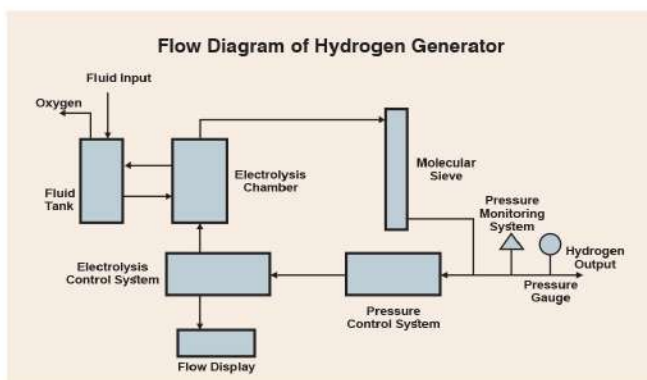 Flow Diagram of Hydrogen Generator
Fluid Input
Oxygen
Fluid
Tank
Electrolysis
Chamber
Molecular
Sieve
Pressure
Monitoring
System
Hydrogen
Output
Pressure
Gauge
Electrolysis
Control System
Pressure
Control System
Flow Display